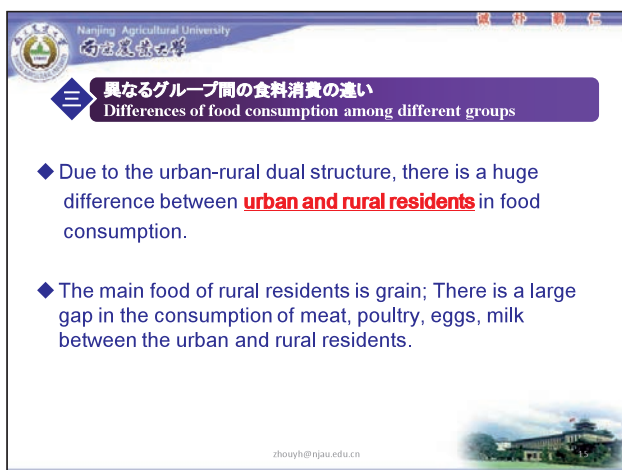 Nanjing Agricultural University
南京農業大學
诚 朴 勤 仁
三
異なるグループ間の食料消費の違い
Differences of food consumption among different groups
Due to the urban-rural dual structure, there is a huge
difference between urban and rural residents in food
consumption.
The main food of rural residents is grain; There is a large
gap in the consumption of meat, poultry, eggs, milk
between the urban and rural residents.
zhouyh@njau.edu.cn
15